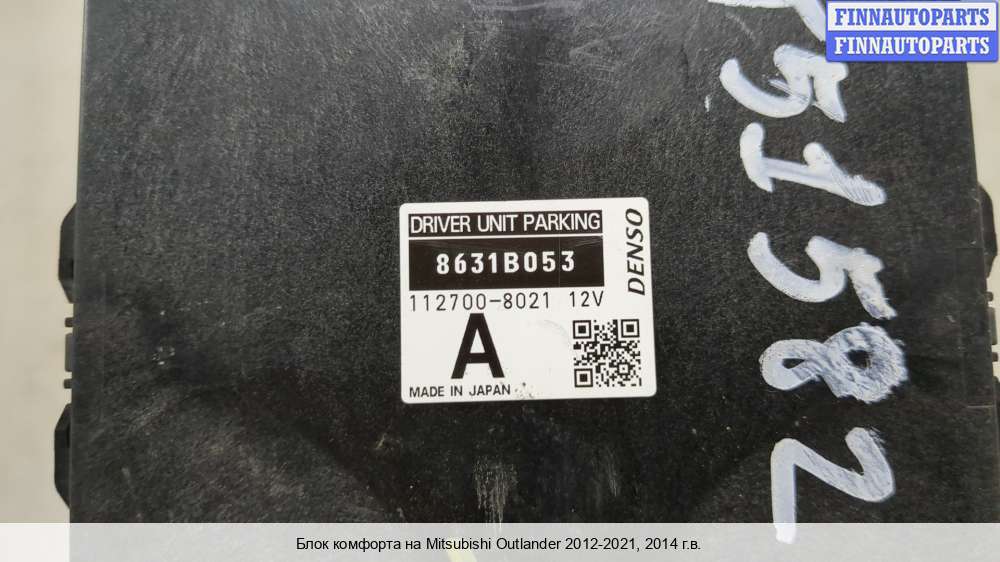 FINNAUTOPARTS
FINNAUTOPARTS
51582
DRIVER UNIT PARKING
8631B053
DENSO
112700-8021 12V
A
MADE IN JAPAN
Блок комфорта на Mitsubishi Outlander 2012-2021, 2014 г.в.